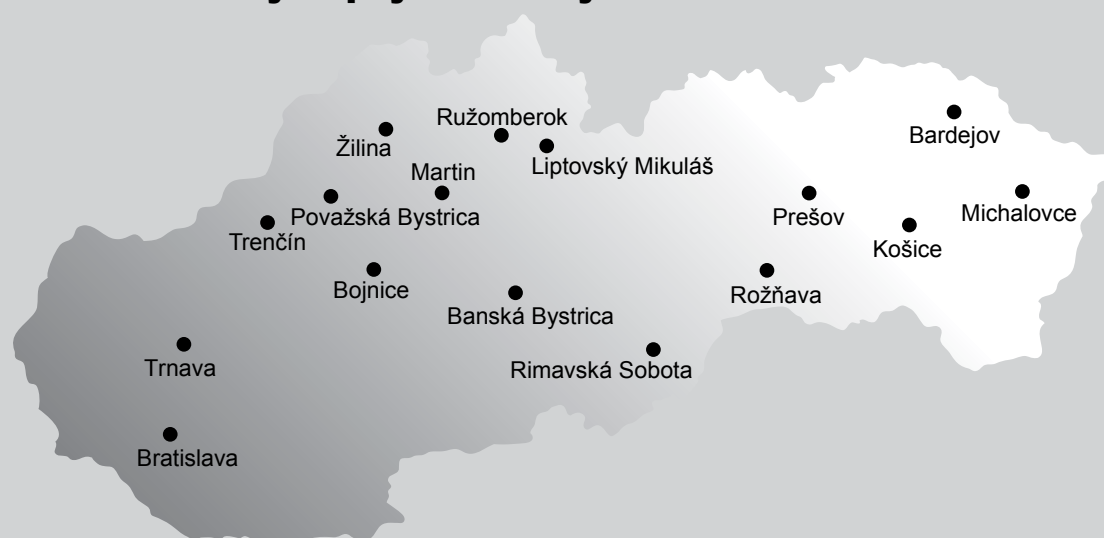 Ružomberok
Bardejov
Žilina
Liptovský Mikuláš
Martin
Považská Bystrica
Prešov
Michalovce
Trenčín
Košice
Bojnice
Rožňava
Banská Bystrica
Trnava
Rimavská Sobota
Bratislava